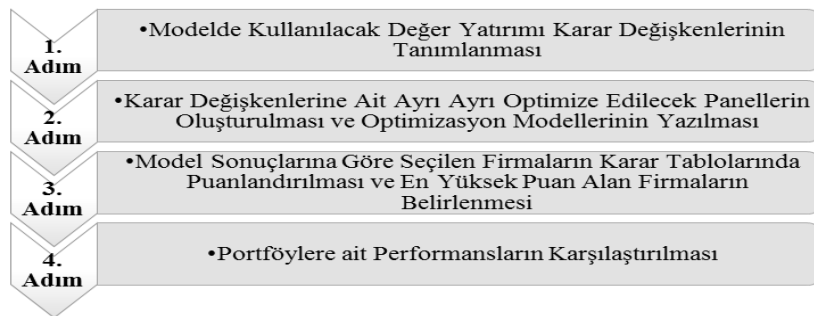 1.
Adım
•Modelde Kullanılacak Değer Yatırımı Karar Değişkenlerinin
Tanımlanması
2.
Adım
•Karar Değişkenlerine Ait Ayrı Ayrı Optimize Edilecek Panellerin
Oluşturulması ve Optimizasyon Modellerinin Yazılması
3.
Adım
•Model Sonuçlarına Göre Seçilen Firmaların Karar Tablolarında
Puanlandırılması ve En Yüksek Puan Alan Firmaların
Belirlenmesi
4.
Adım
•Portföylere ait Performansların Karşılaştırılması